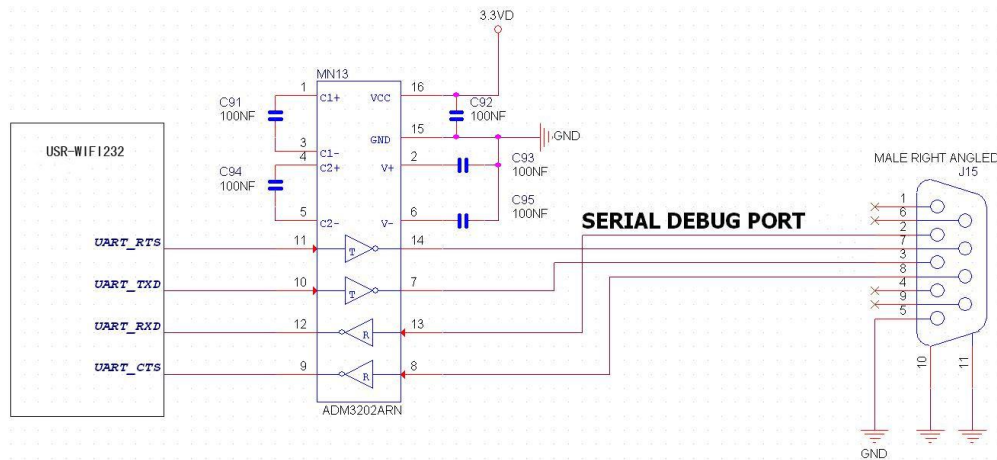 3.3VD
MN13
1 C1+ VCC 16
C91
100NF
C92
100NF
3 C1- GND 15
GND
4 C2+ V+ 2
C94
100NF
C93
100NF
5 C2- V- 6
C95
100NF
USR-WIFI232
UART_RTS 11 T 14
UART_TXD 10 T 7
UART_RXD 12 R 13
UART_CTS 9 R 8
ADM3202ARN
SERIAL DEBUG PORT
MALE RIGHT ANGLED
J15
1
6
2
7
3
8
4
9
5
10
11
GND